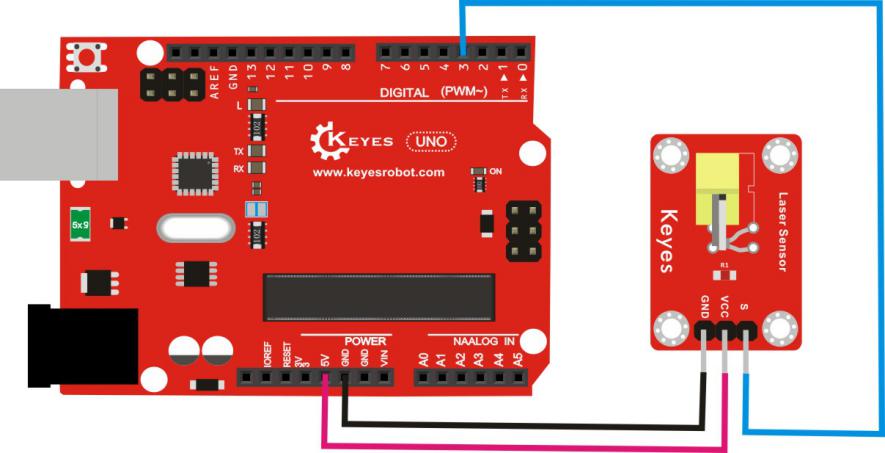 AREF
GND
13
12
11
10
9
8
7
6
5
4
3
2
TX ▶ 1
RX ▶ 0
DIGITAL (PWM~)
L
102
TX
RX
102
KEYES UNO
www.keyesrobot.com
ON
5x9
POWER
IOREF
RESET
3V
3
5V
GND
GND
VIN
NAALOG IN
A0
A1
A2
A3
A4
A5
Keyes
Laser Sensor
R1
GND
VCC
S